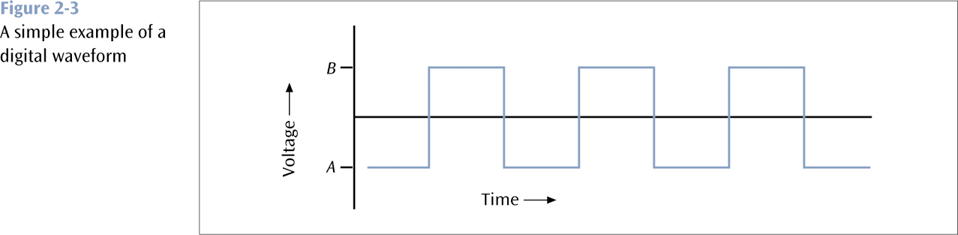 Figure 2-3
A simple example of a
digital waveform
B
Voltage
A
Time